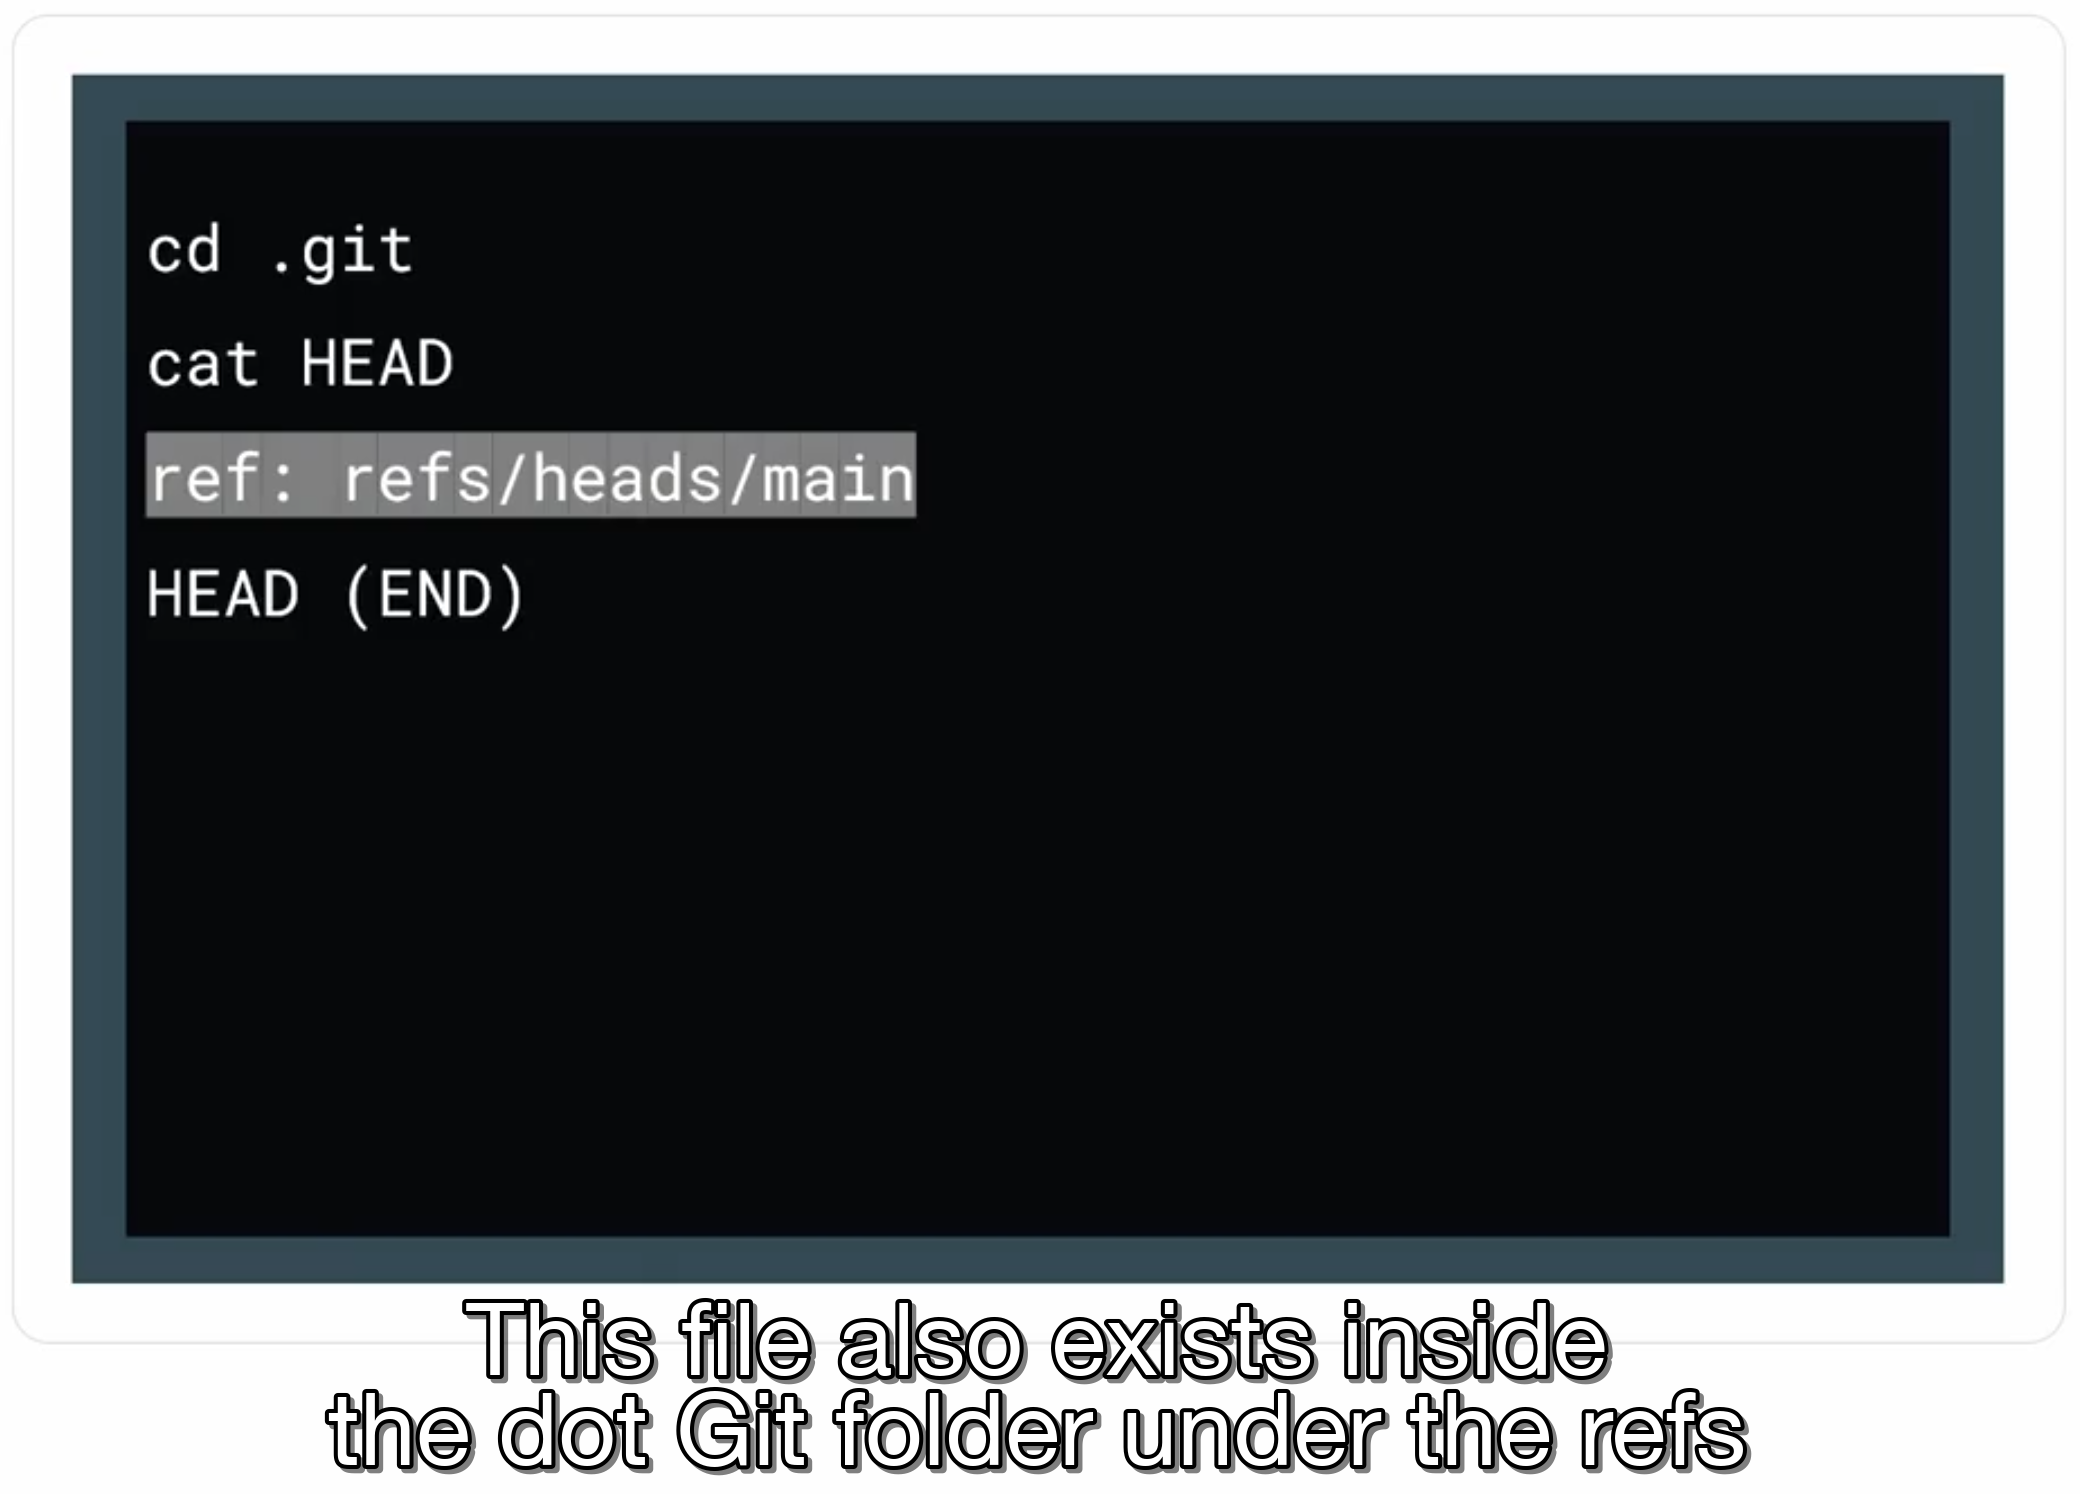 cd .git
cat HEAD
ref: refs/heads/main
HEAD (END)
This file also exists inside
the dot Git folder under the refs